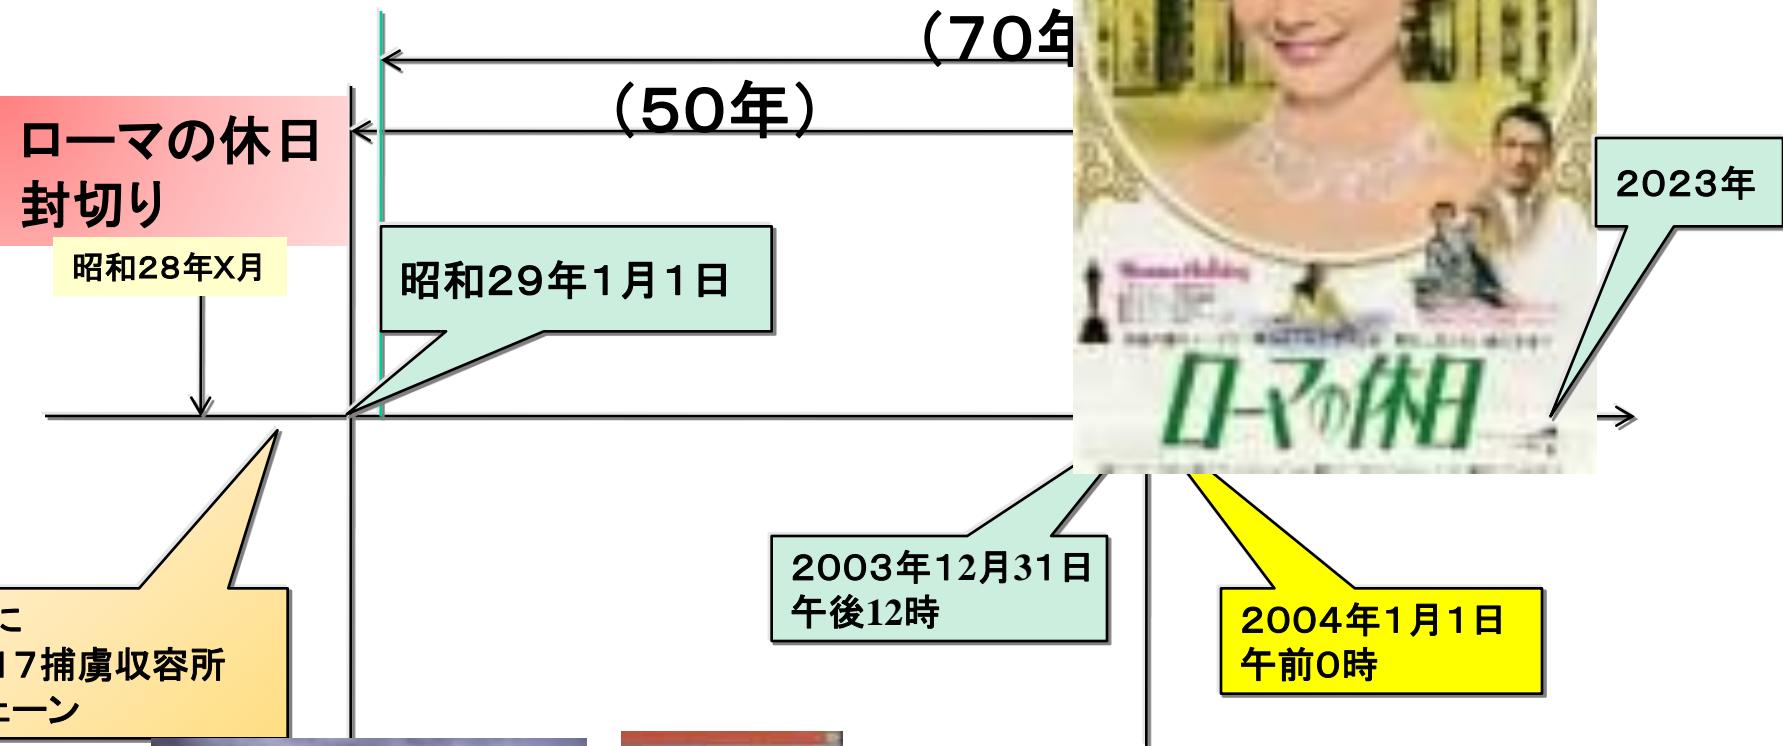 （70年
（50年）
ローマの休日
封切り
昭和28年X月
昭和29年1月1日
2023年
ローマの休日
2003年12月31日
午後12時
2004年1月1日
午前0時
に
17捕虜収容所
ェーン